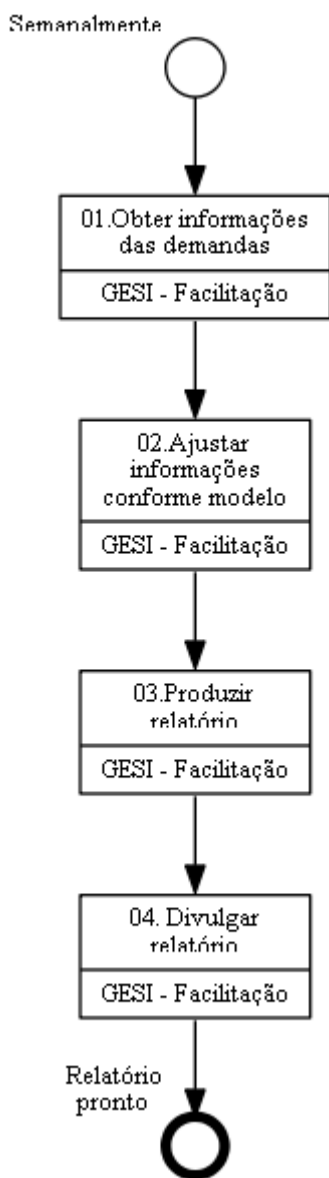 Semanalmente
01.Obter informações
das demandas
GESI - Facilitação
02.Ajustar
informações
conforme modelo
GESI - Facilitação
03.Produzir
relatório
GESI - Facilitação
04. Divulgar
relatório
GESI - Facilitação
Relatório
pronto